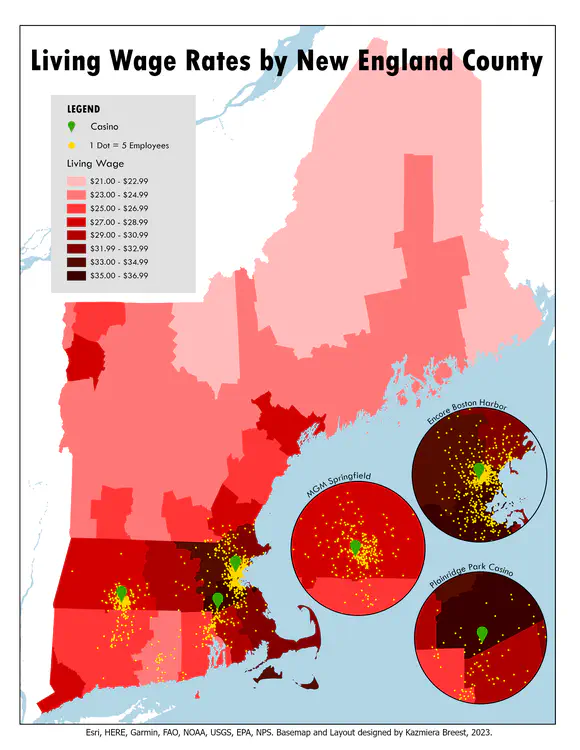 Living Wage Rates by New England County
LEGEND
Casino
1 Dot = 5 Employees
Living Wage
$21.00 - $22.99
$23.00 - $24.99
$25.00 - $26.99
$27.00 - $28.99
$29.00 - $30.99
$31.99 - $32.99
$33.00 - $34.99
$35.00 - $36.99
Encore Boston Harbor
MGM Springfield
Plainridge Park Casino
Esri, HERE, Garmin, FAO, NOAA, USGS, EPA, NPS. Basemap and Layout designed by Kazmiera Breest, 2023.